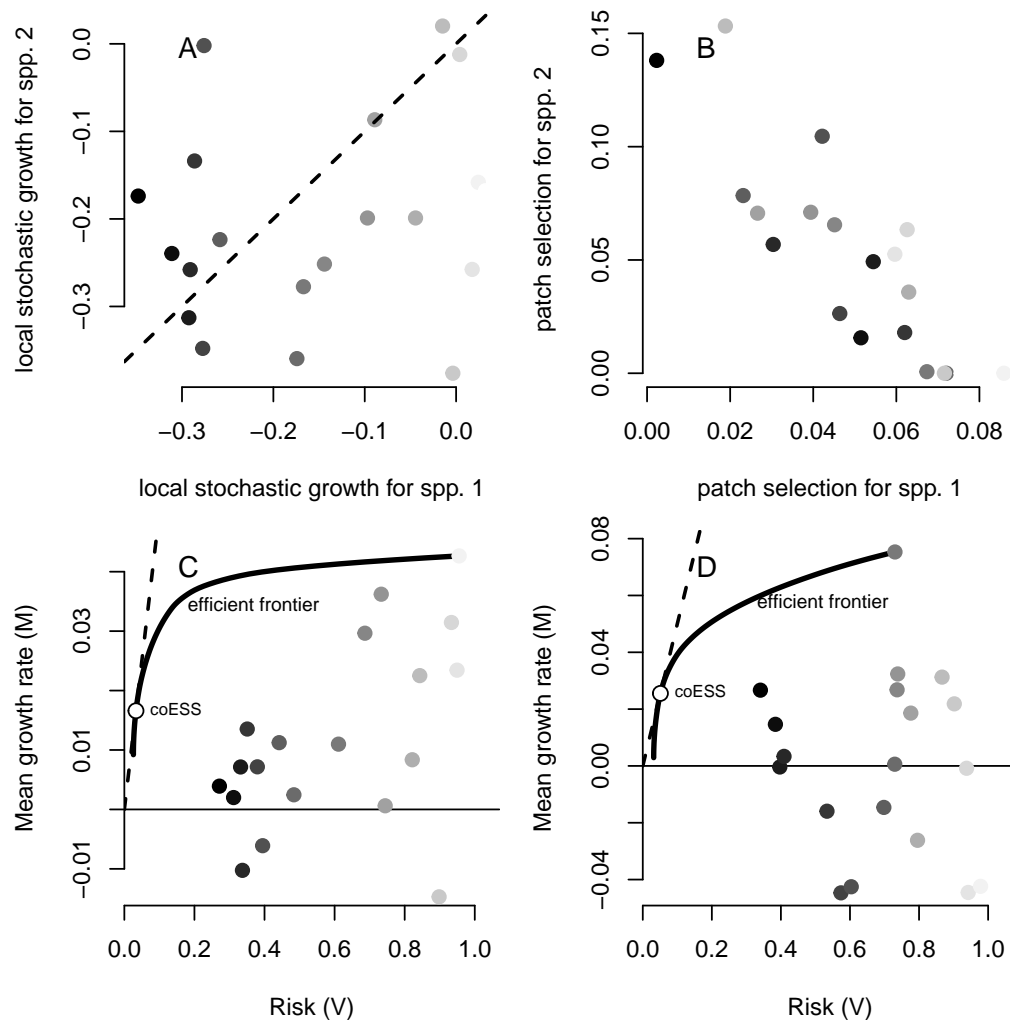 A
local stochastic growth for spp. 2
0.0
−0.1
−0.2
−0.3
−0.3
−0.2
−0.1
0.0
local stochastic growth for spp. 1
B
patch selection for spp. 2
0.15
0.10
0.05
0.00
0.00
0.02
0.04
0.06
0.08
patch selection for spp. 1
C
Mean growth rate (M)
0.03
0.01
−0.01
efficient frontier
coESS
0.0
0.2
0.4
0.6
0.8
1.0
Risk (V)
D
Mean growth rate (M)
0.08
0.04
0.00
−0.04
efficient frontier
coESS
0.0
0.2
0.4
0.6
0.8
1.0
Risk (V)